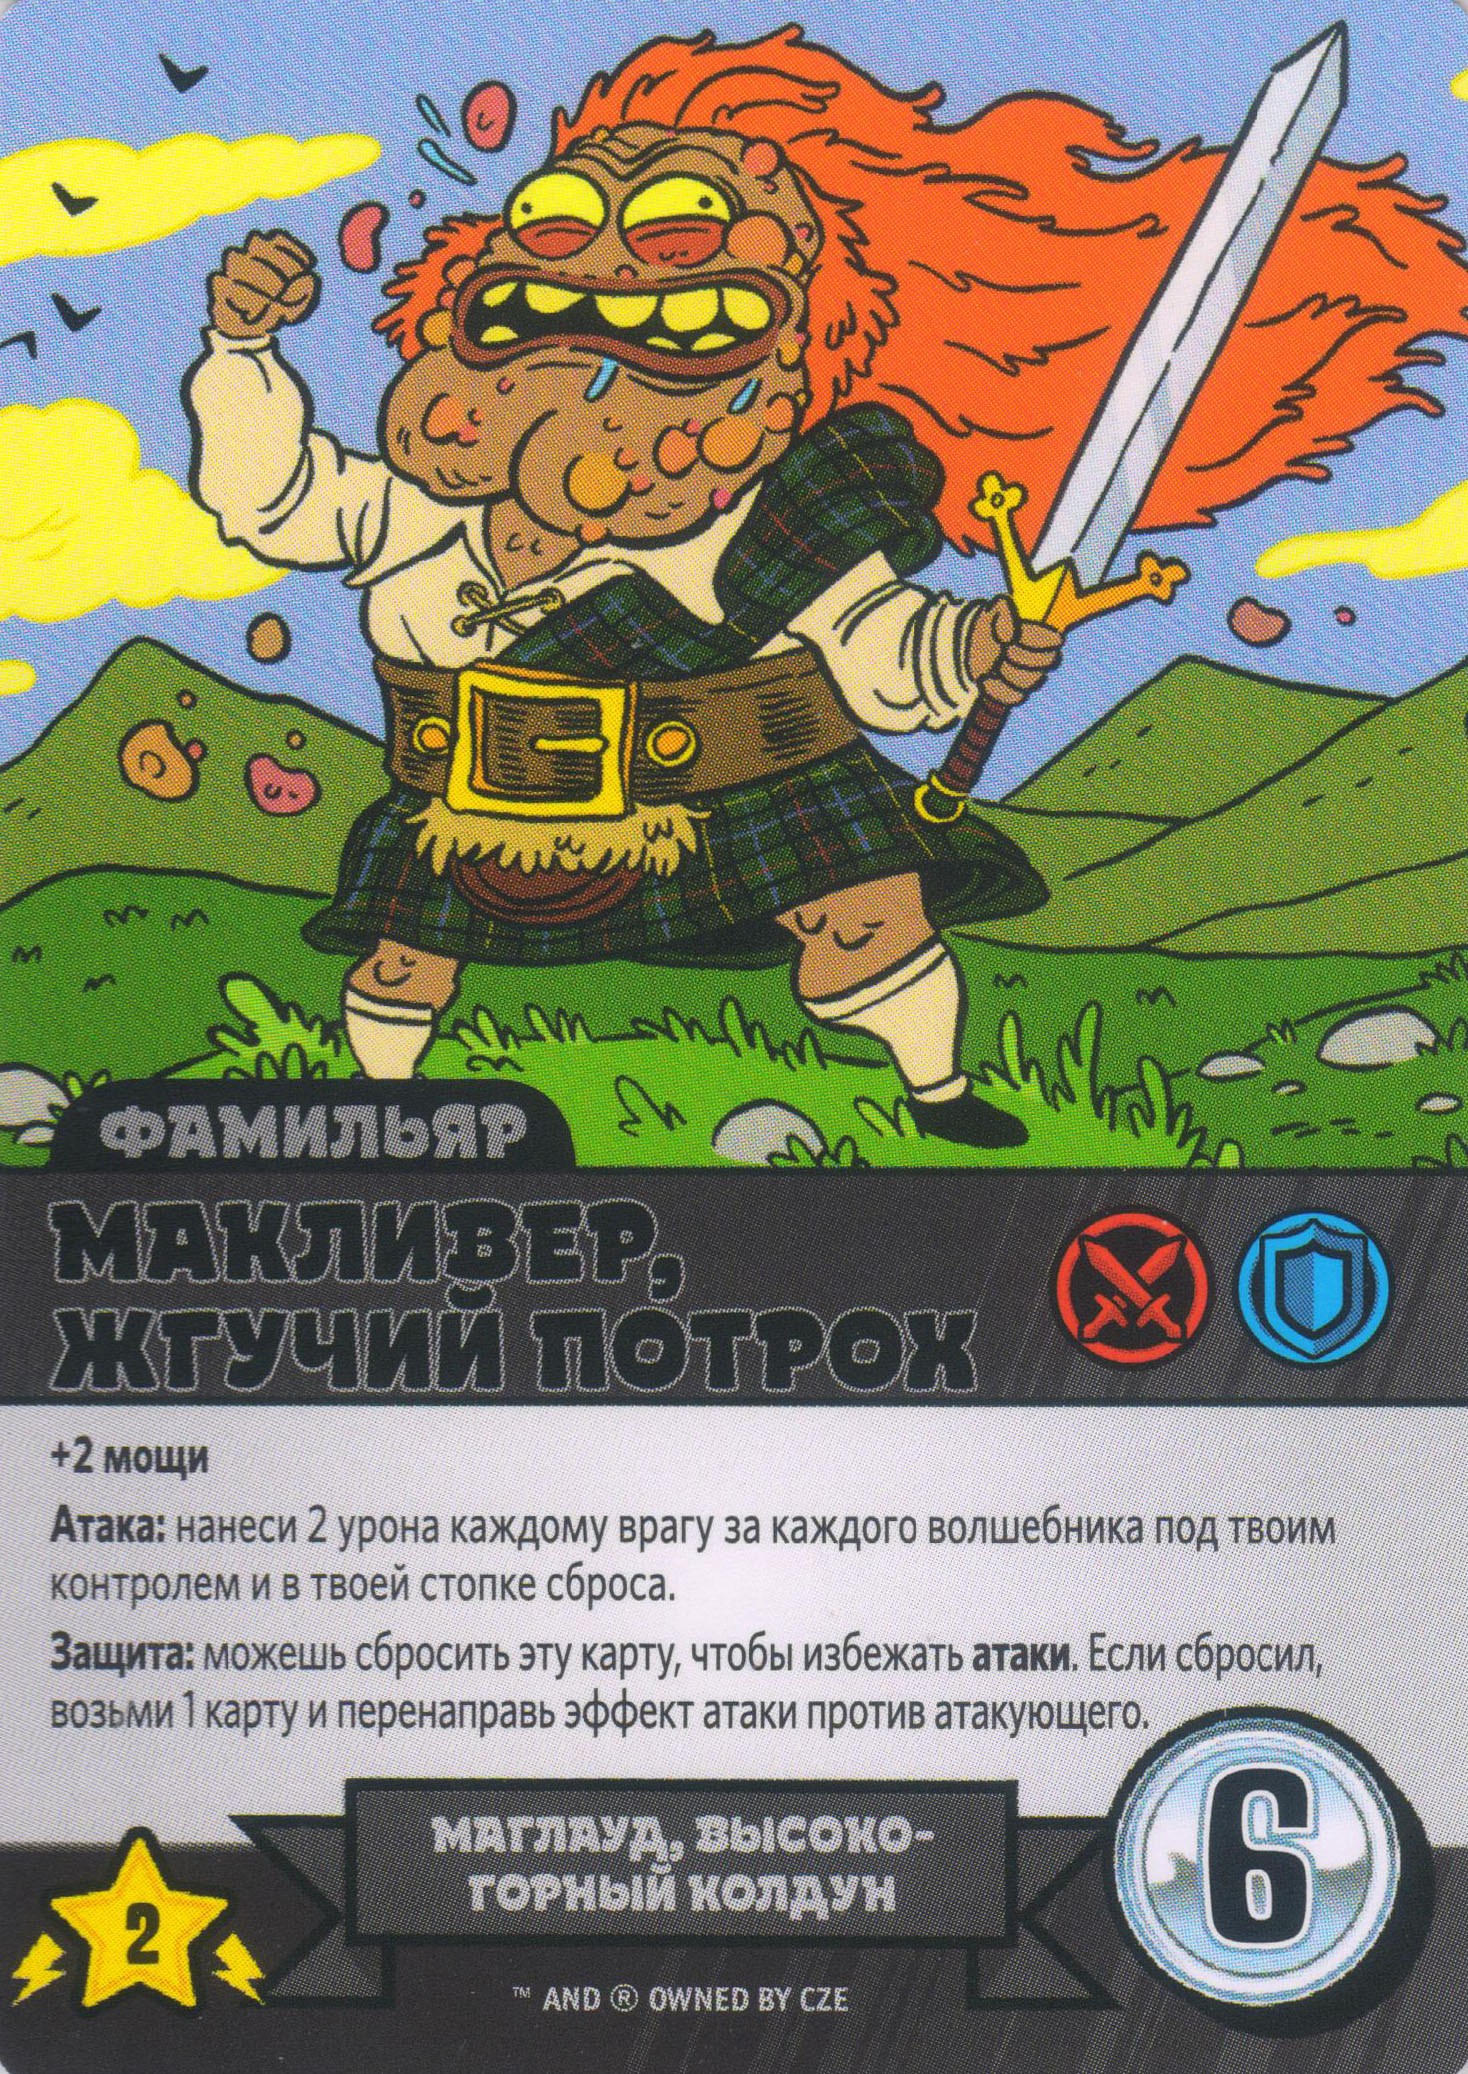 ФАМИЛЬЯР
МАКЛИВЕР,
ЖГУЧИЙ ПОТРОХ
+2 мощи
Атака: нанеси 2 урона каждому врагу за каждого волшебника под твоим
контролем и в твоей стопке сброса.
Защита: можешь сбросить эту карту, чтобы избежать атаки. Если сбросил,
возьми 1 карту и перенаправь эффект атаки против атакующего.
МАГЛАУД, ВЫСОКО-
ГОРНЫЙ КОЛДУН
2
6
™ AND ® OWNED BY CZE